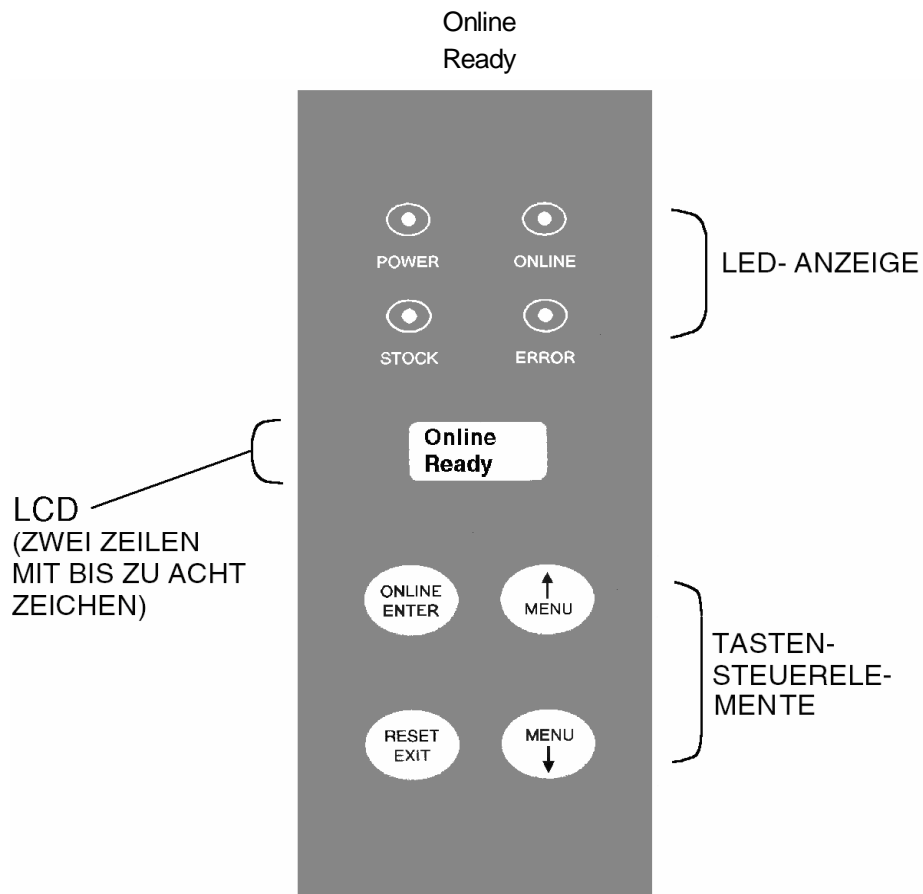 Online
Ready
POWER ONLINE
LED- ANZEIGE
STOCK ERROR
Online
Ready
LCD
(ZWEI ZEILEN
MIT BIS ZU ACHT
ZEICHEN)
ONLINE
ENTER
MENU
TASTEN-
STEUERELE-
MENTE
RESET
EXIT
MENU